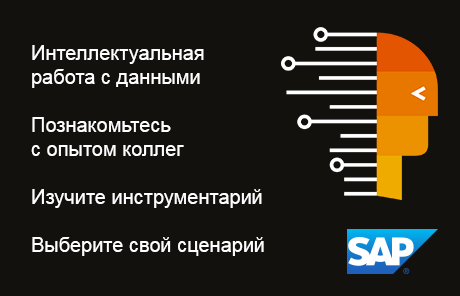 Интеллектуальная
работа с данными
Познакомьтесь
с опытом коллег
Изучите инструментарий
Выберите свой сценарий
SAP®